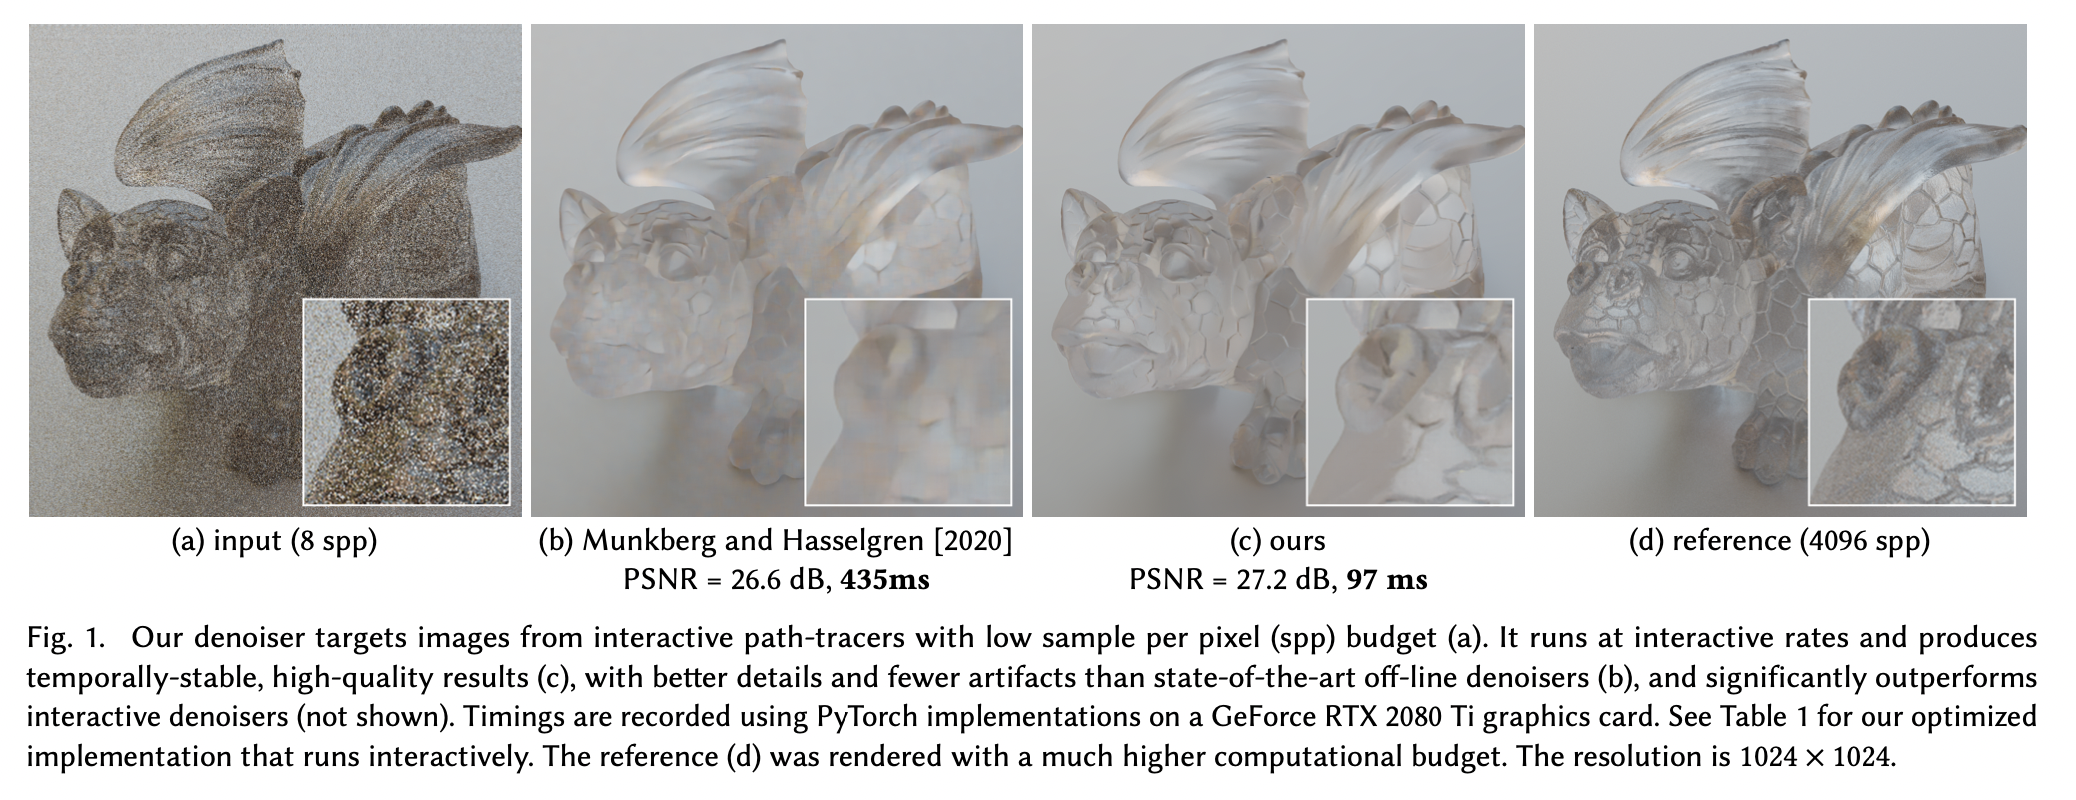 (a) input (8 spp)
(b) Munkberg and Hasselgren [2020]
PSNR = 26.6 dB, 435ms
(c) ours
PSNR = 27.2 dB, 97 ms
(d) reference (4096 spp)
Fig. 1. Our denoiser targets images from interactive path-tracers with low sample per pixel (spp) budget (a). It runs at interactive rates and produces
temporally-stable, high-quality results (c), with better details and fewer artifacts than state-of-the-art off-line denoisers (b), and significantly outperforms
interactive denoisers (not shown). Timings are recorded using PyTorch implementations on a GeForce RTX 2080 Ti graphics card. See Table 1 for our optimized
implementation that runs interactively. The reference (d) was rendered with a much higher computational budget. The resolution is 1024 × 1024.